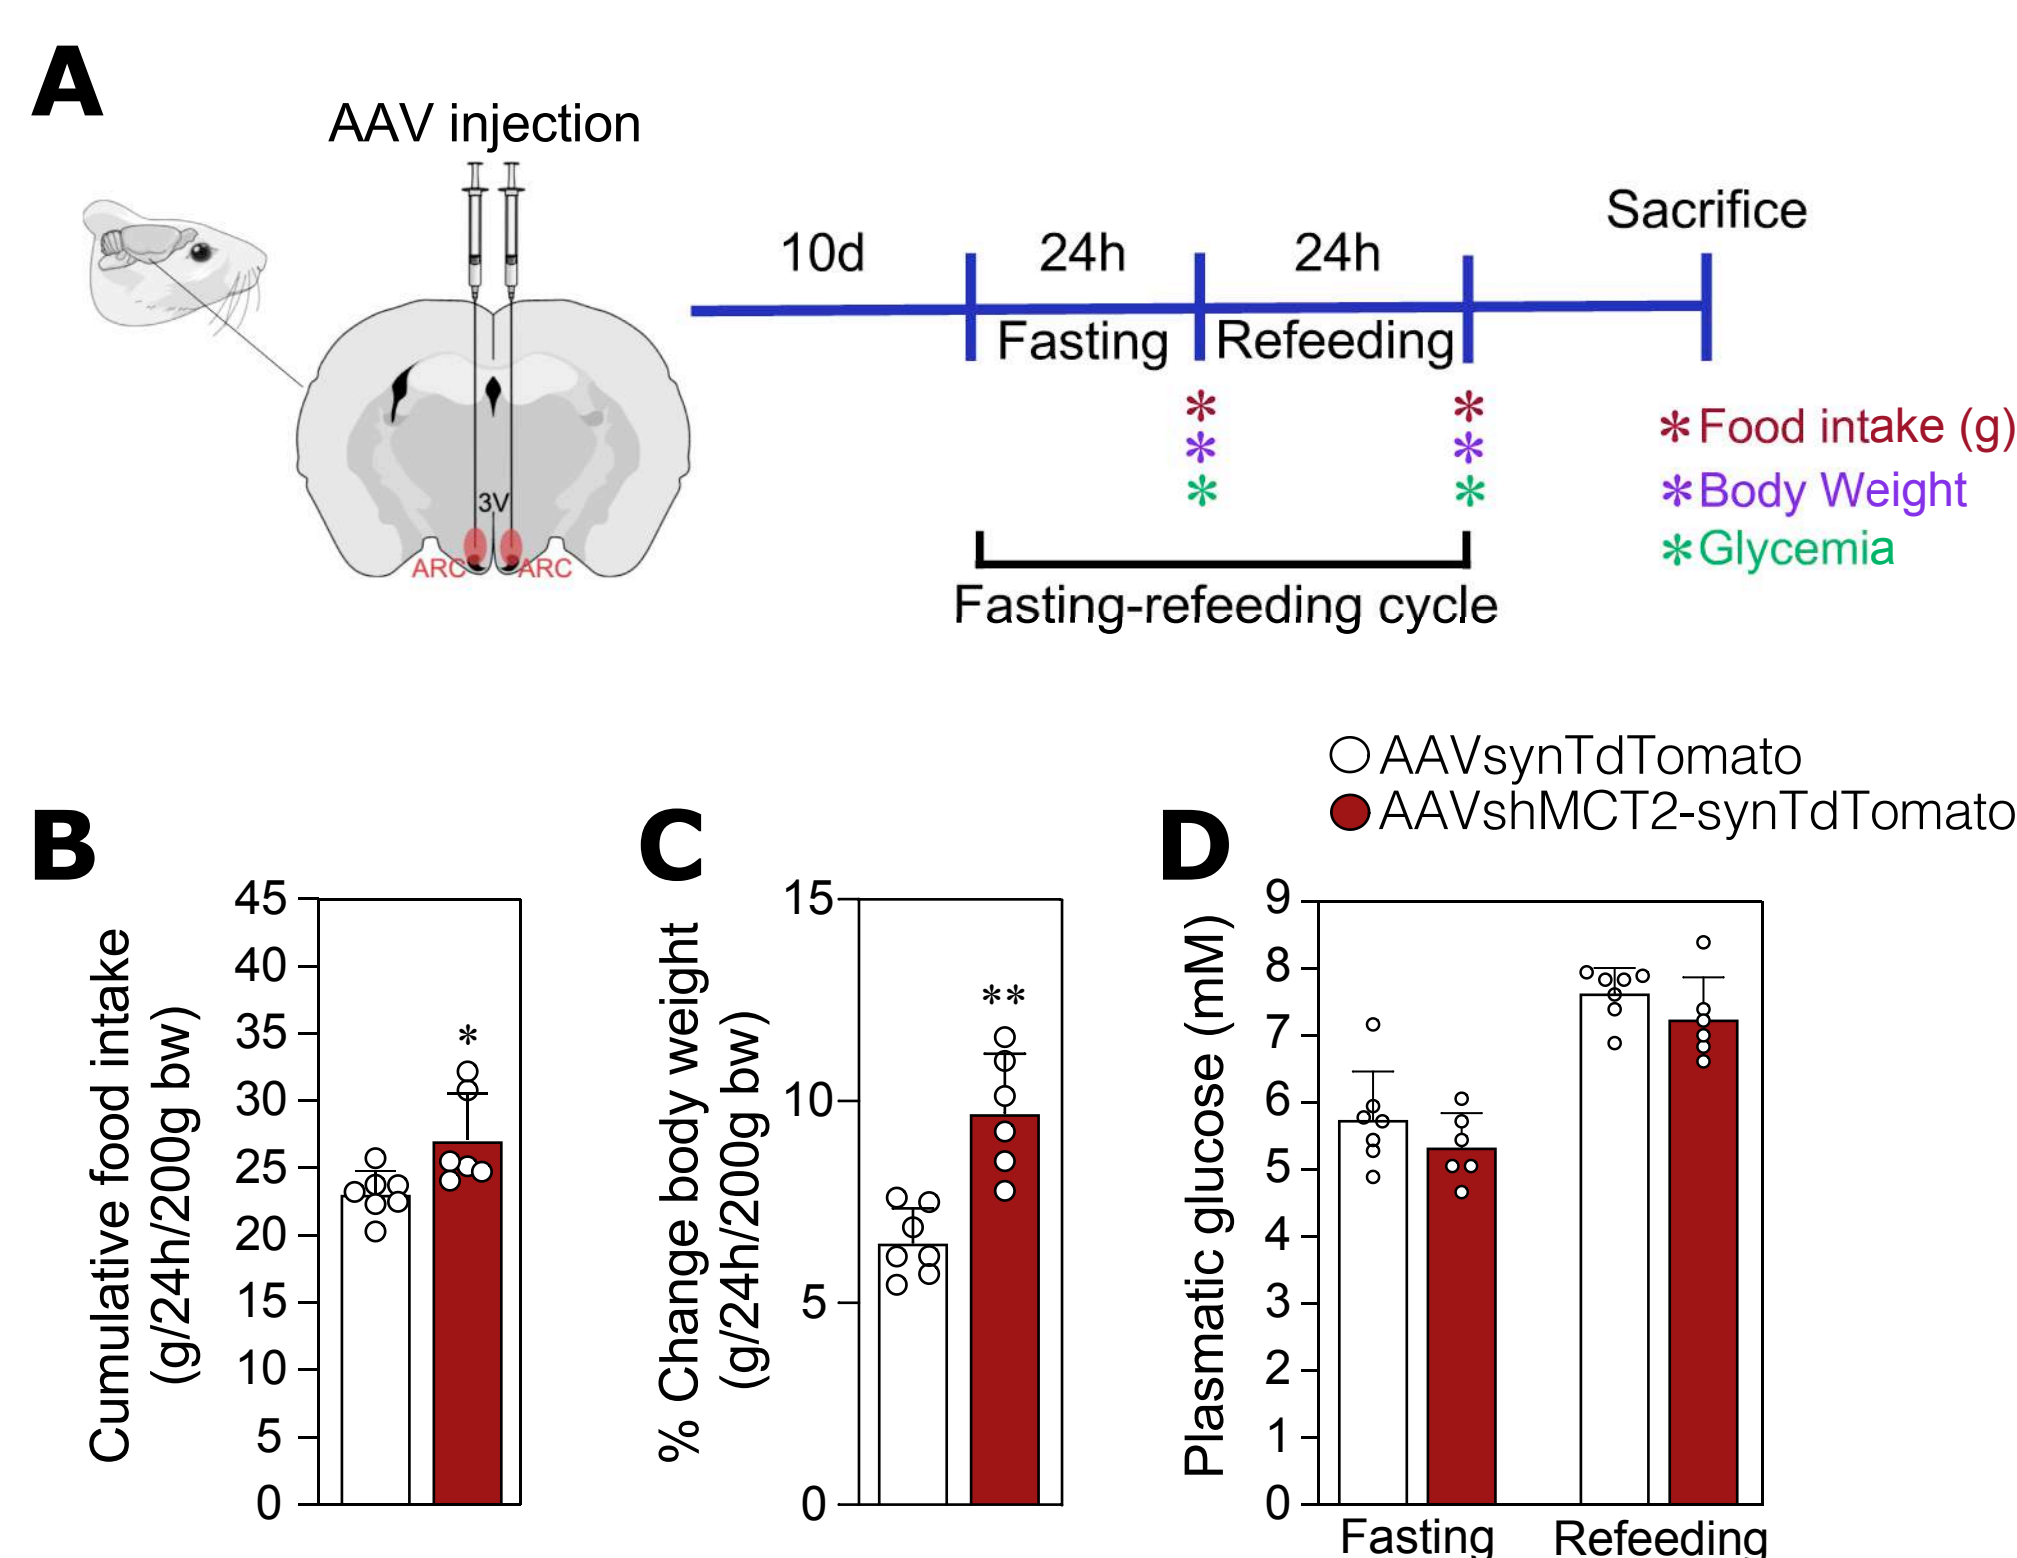 A
AAV injection
3V
ARC ARC
10d 24h 24h Sacrifice
Fasting Refeeding
* *
* *
* *
* Food intake (g)
* Body Weight
* Glycemia
Fasting-refeeding cycle
AAVsynTdTomato
AAVshMCT2-synTdTomato
B
Cumulative food intake
(g/24h/200g bw)
45
40
35
30
25
20
15
10
5
0
*
C
% Change body weight
(g/24h/200g bw)
15
10
5
0
**
D
Plasmatic glucose (mM)
9
8
7
6
5
4
3
2
1
0
Fasting Refeeding